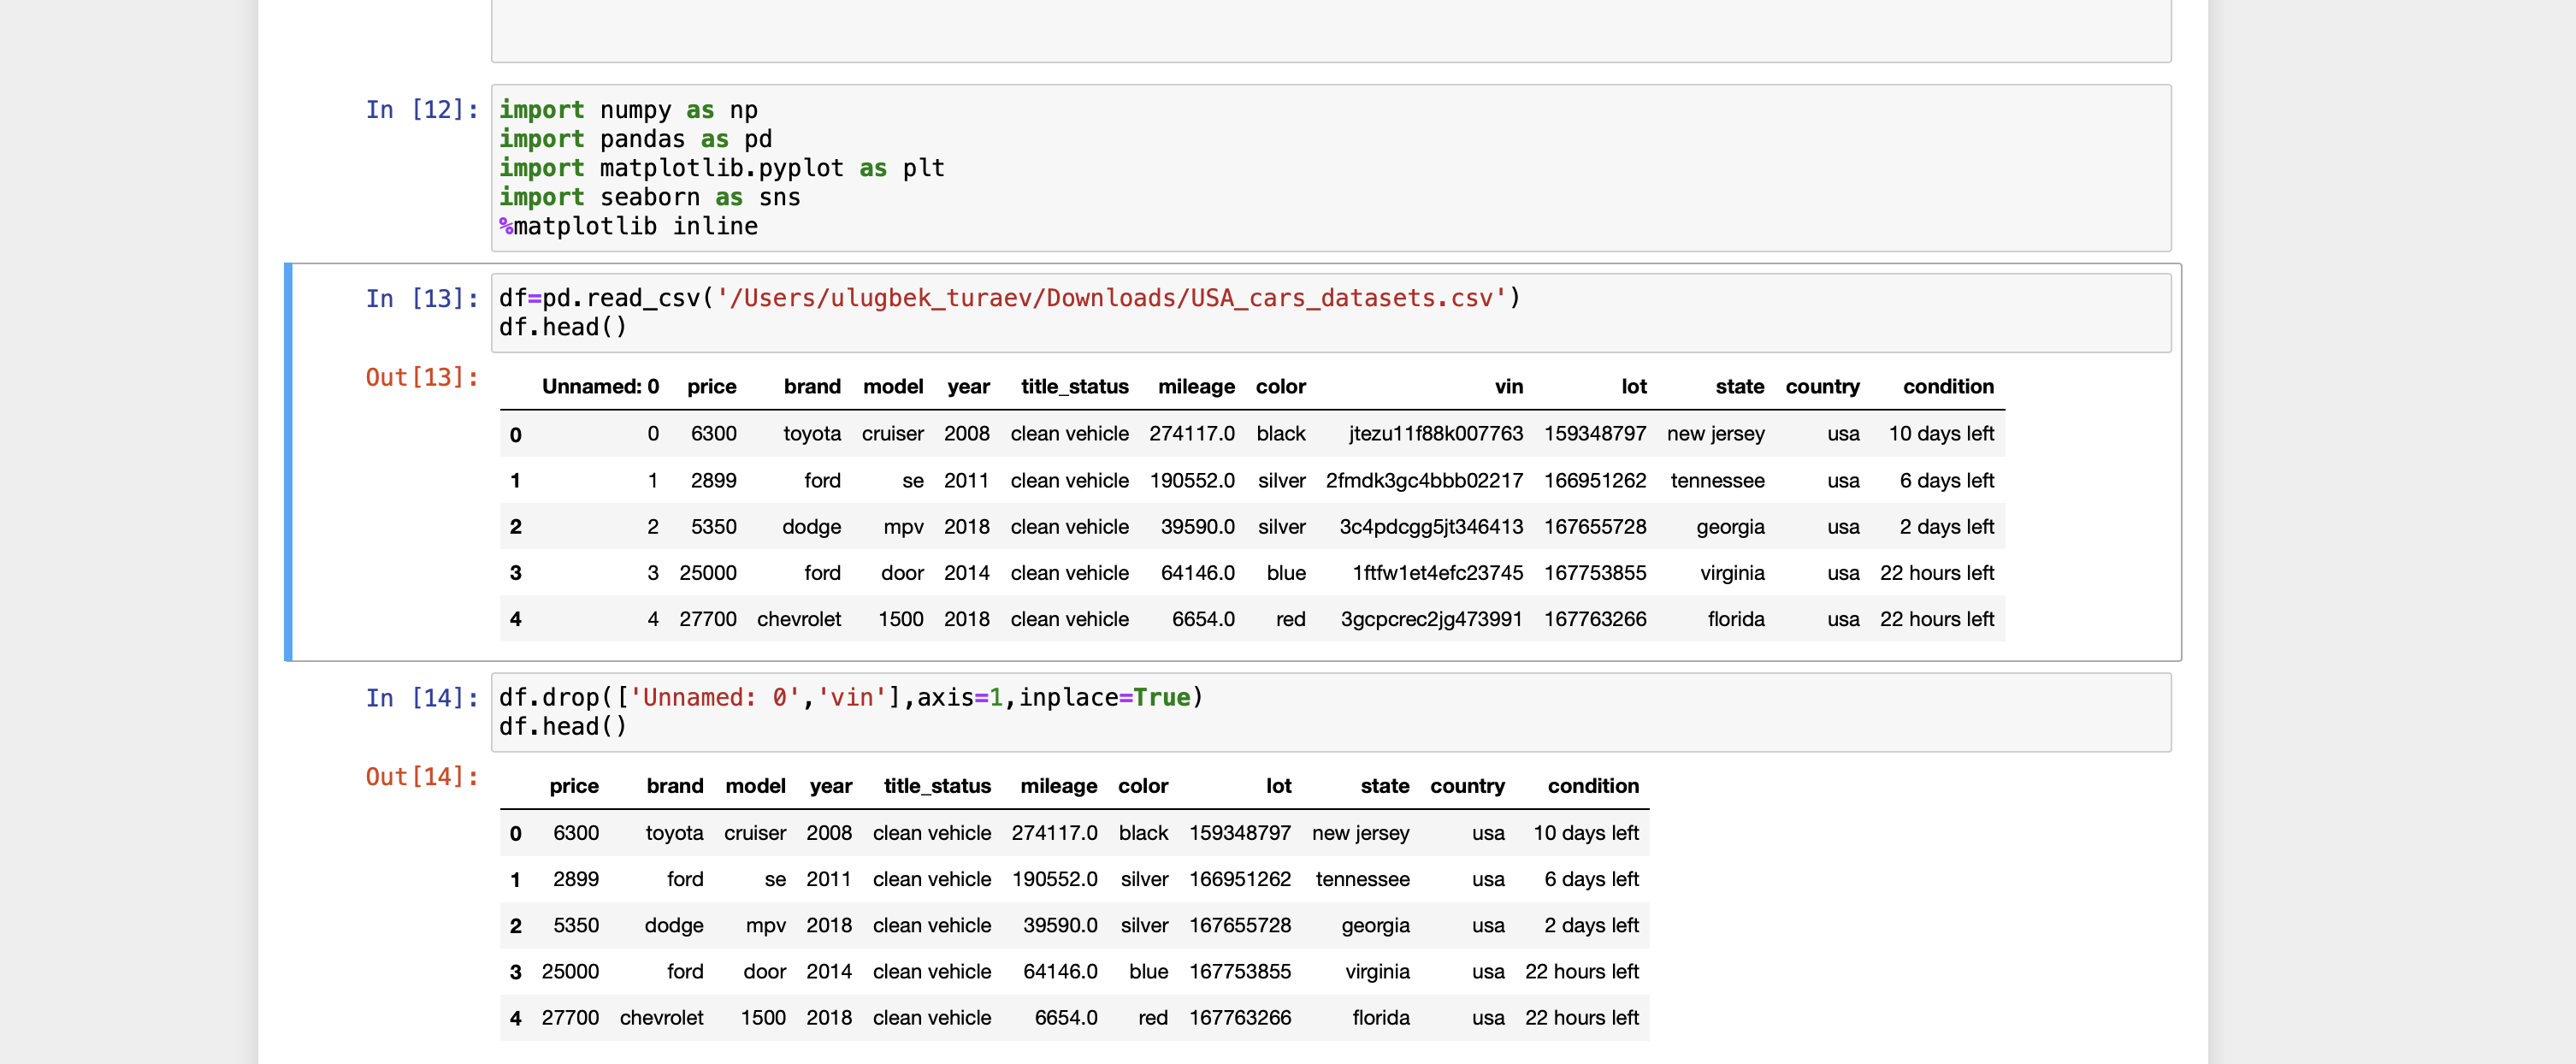 In [12]: import numpy as np
import pandas as pd
import matplotlib.pyplot as plt
import seaborn as sns
%matplotlib inline
In [13]: df=pd.read_csv('/Users/ulugbek_turaev/Downloads/USA_cars_datasets.csv')
df.head()
Out[13]:
Unnamed: 0 price brand model year title_status mileage color vin lot state country condition
0 0 6300 toyota cruiser 2008 clean vehicle 274117.0 black jtezu11f88k007763 159348797 new jersey usa 10 days left
1 1 2899 ford se 2011 clean vehicle 190552.0 silver 2fmdk3gc4bbb02217 166951262 tennessee usa 6 days left
2 2 5350 dodge mpv 2018 clean vehicle 39590.0 silver 3c4pdcgg5jt346413 167655728 georgia usa 2 days left
3 3 25000 ford door 2014 clean vehicle 64146.0 blue 1ftfw1et4efc23745 167753855 virginia usa 22 hours left
4 4 27700 chevrolet 1500 2018 clean vehicle 6654.0 red 3gcpcrec2jg473991 167763266 florida usa 22 hours left
In [14]: df.drop(['Unnamed: 0','vin'],axis=1,inplace=True)
df.head()
Out[14]:
price brand model year title_status mileage color lot state country condition
0 6300 toyota cruiser 2008 clean vehicle 274117.0 black 159348797 new jersey usa 10 days left
1 2899 ford se 2011 clean vehicle 190552.0 silver 166951262 tennessee usa 6 days left
2 5350 dodge mpv 2018 clean vehicle 39590.0 silver 167655728 georgia usa 2 days left
3 25000 ford door 2014 clean vehicle 64146.0 blue 167753855 virginia usa 22 hours left
4 27700 chevrolet 1500 2018 clean vehicle 6654.0 red 167763266 florida usa 22 hours left